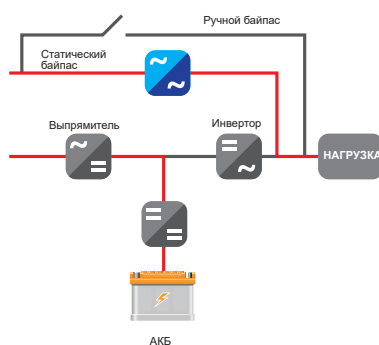 Ручной байпас
Статический
байпас
Выпрямитель
Инвертор
НАГРУЗКА
АКБ